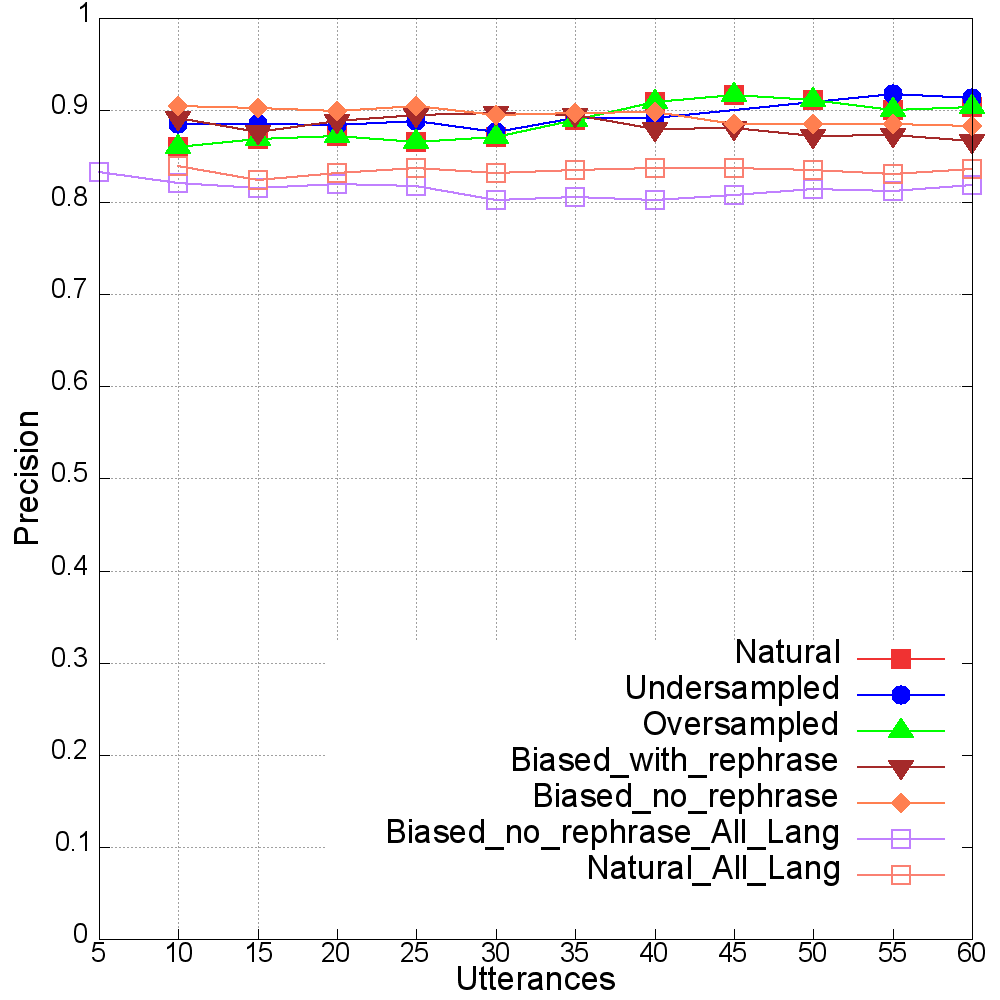 1
0.9
0.8
0.7
0.6
0.5
0.4
0.3
0.2
0.1
0
Precision
Natural
Undersampled
Oversampled
Biased_with_rephrase
Biased_no_rephrase
Biased_no_rephrase_All_Lang
Natural_All_Lang
5 10 15 20 25 30 35 40 45 50 55 60
Utterances